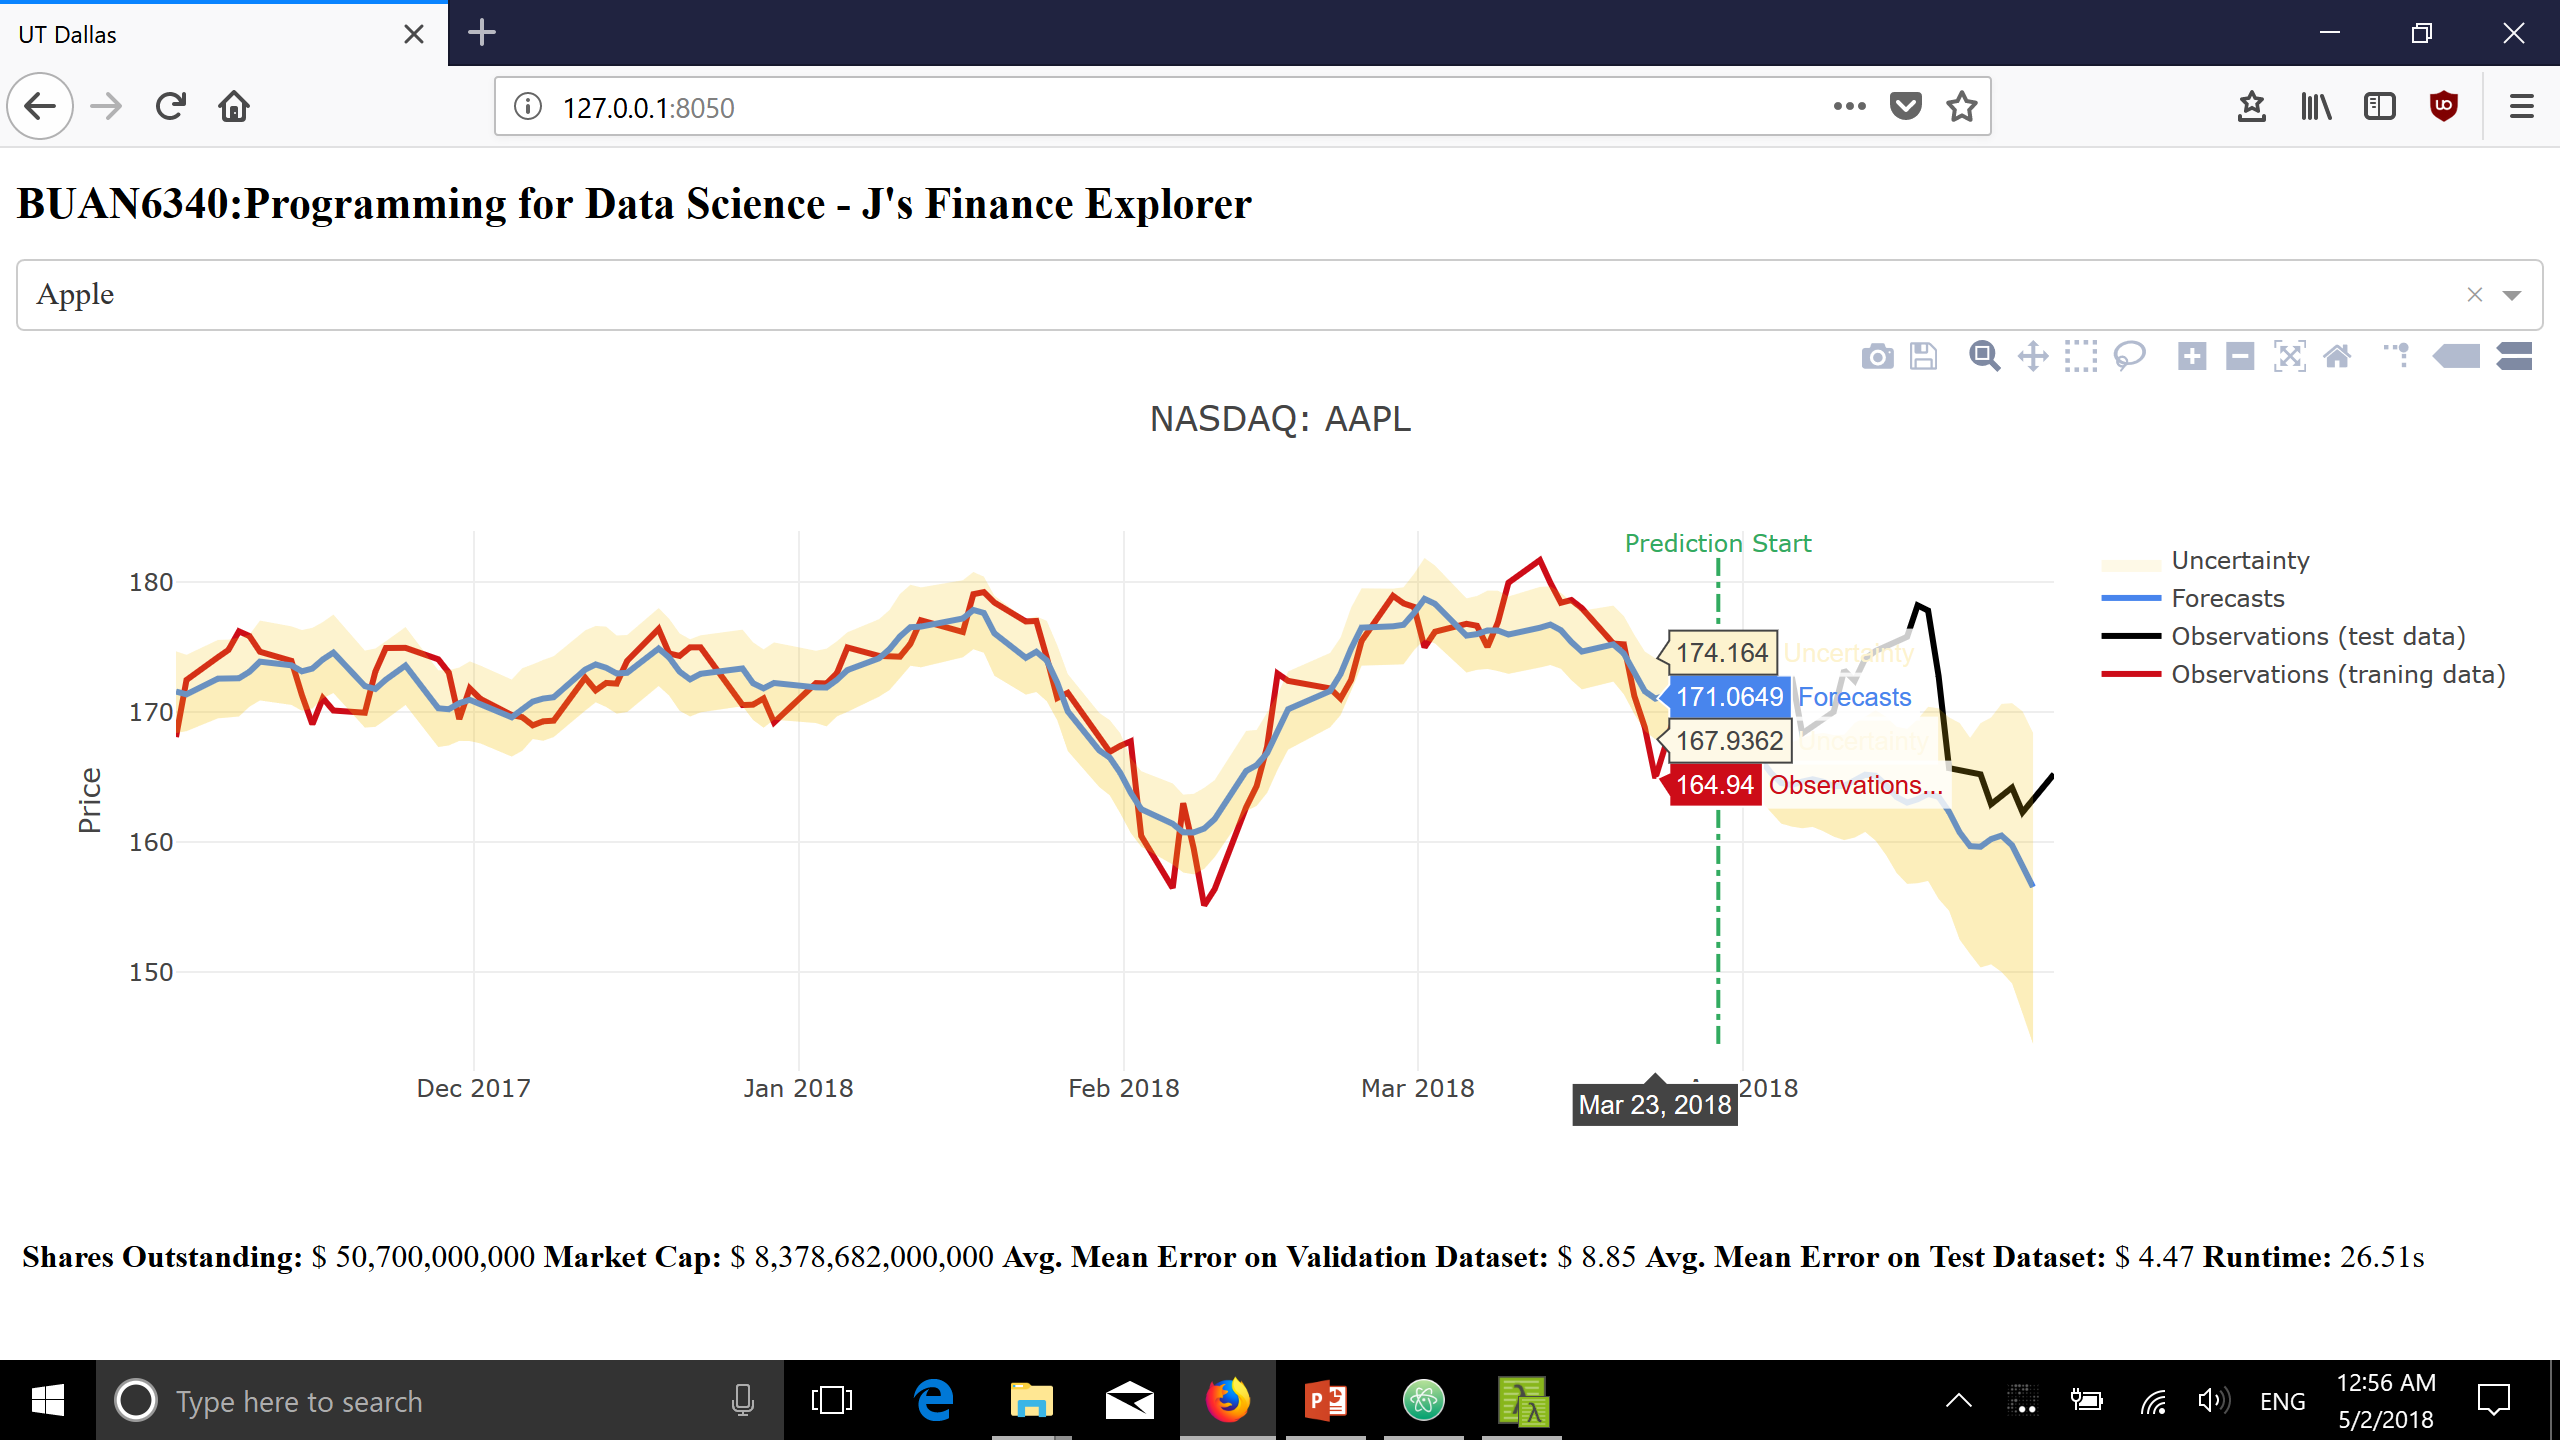 UT Dallas
127.0.0.1:8050
BUAN6340:Programming for Data Science - J's Finance Explorer
Apple
NASDAQ: AAPL
Prediction Start
Uncertainty
Forecasts
Observations (test data)
Observations (traning data)
180
170
160
150
Price
174.164 Uncertainty
171.0649 Forecasts
167.9362 Uncertainty
164.94 Observations...
Dec 2017
Jan 2018
Feb 2018
Mar 2018
2018
Mar 23, 2018
Shares Outstanding: $ 50,700,000,000 Market Cap: $ 8,378,682,000,000 Avg. Mean Error on Validation Dataset: $ 8.85 Avg. Mean Error on Test Dataset: $ 4.47 Runtime: 26.51s
Type here to search
ENG
12:56 AM
5/2/2018